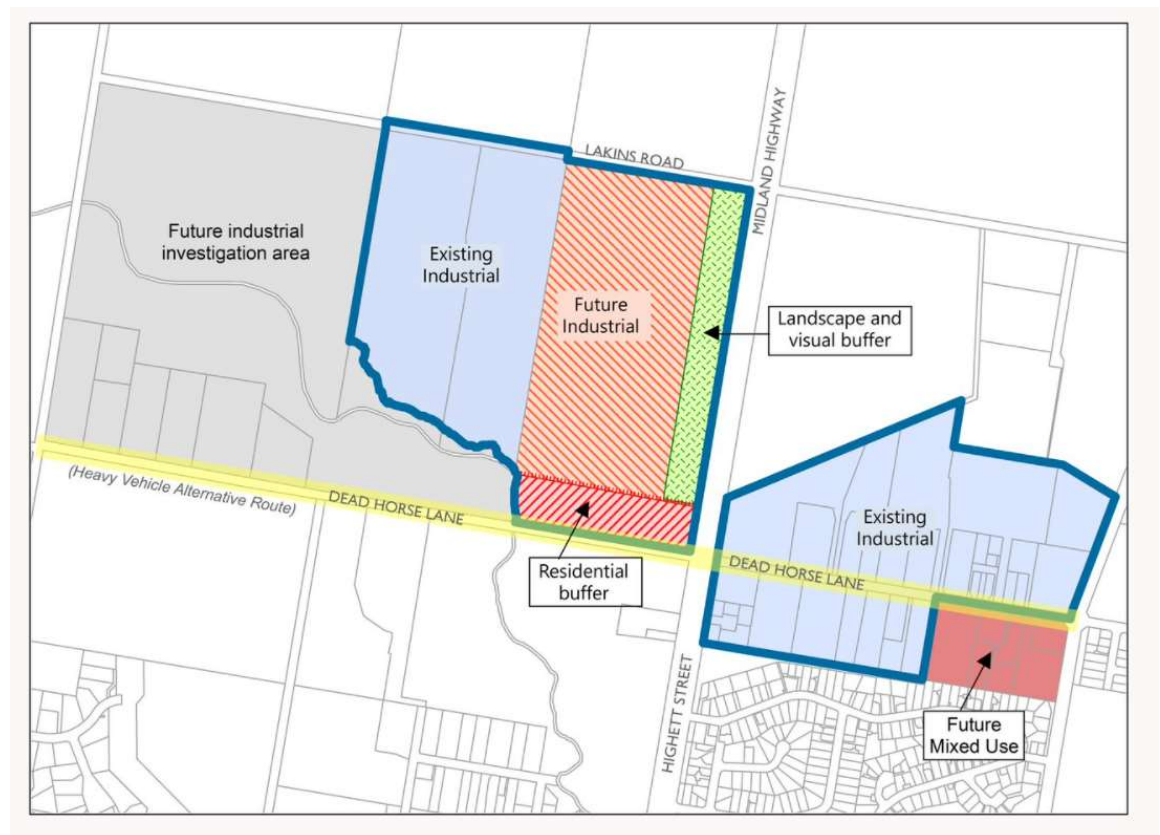 LAKINS ROAD
MIDLAND HIGHWAY
Future industrial
investigation area
Existing
Industrial
Future
Industrial
Landscape and
visual buffer
(Heavy Vehicle Alternative Route)
DEAD HORSE LANE
Existing
Industrial
Residential
buffer
DEAD HORSE LANE
HIGHETT STREET
Future
Mixed Use